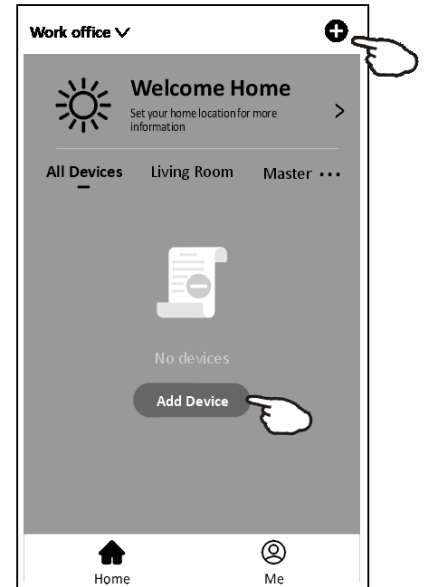 Work office
Welcome Home
Set your home location for more
information
All Devices Living Room Master ...
No devices
Add Device
Home Me